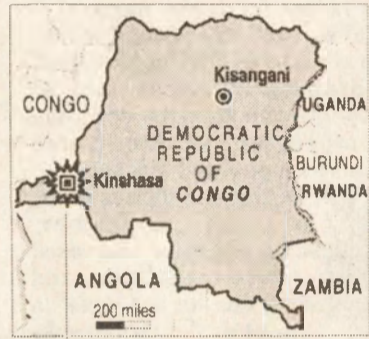 Kisangani
CONGO
UGANDA
DEMOCRATIC
REPUBLIC
OF
CONGO
BURUNDI
RWANDA
Kinshasa
ANGOLA
ZAMBIA
200 miles